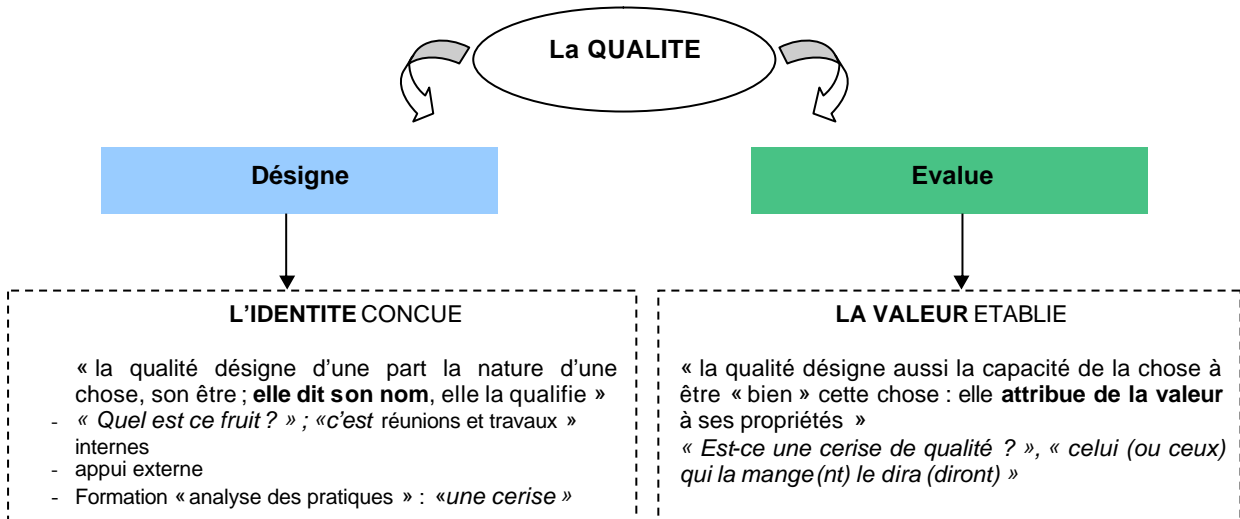 La QUALITE
Désigne
Evalue
L'IDENTITE CONCUE
« la qualité désigne d'une part la nature d'une
chose, son être ; elle dit son nom, elle la qualifie »
- « Quel est ce fruit ? » ; «c'est réunions et travaux »
internes
- appui externe
- Formation « analyse des pratiques » : «une cerise »
LA VALEUR ETABLIE
« la qualité désigne aussi la capacité de la chose à
être « bien » cette chose : elle attribue de la valeur
à ses propriétés »
« Est-ce une cerise de qualité ? », « celui (ou ceux)
qui la mange(nt) le dira (diront) »